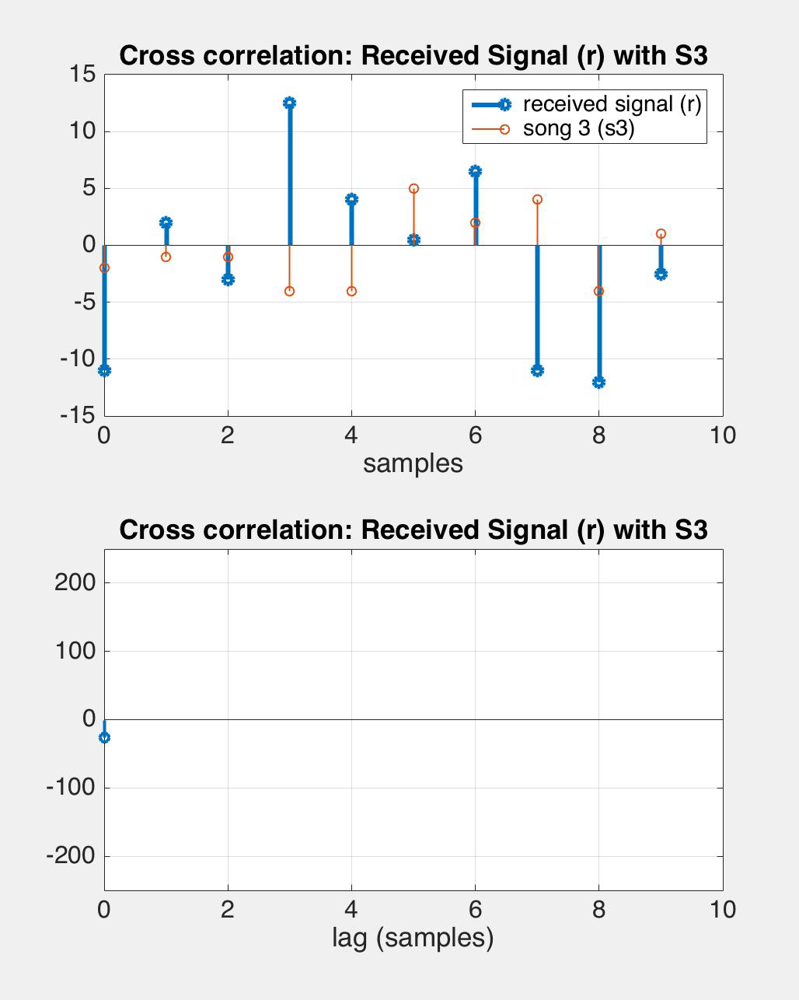 Cross correlation: Received Signal (r) with S3
15
10
5
0
-5
-10
-15
received signal (r)
song 3 (s3)
0 2 4 6 8 10
samples
Cross correlation: Received Signal (r) with S3
200
100
0
-100
-200
0 2 4 6 8 10
lag (samples)